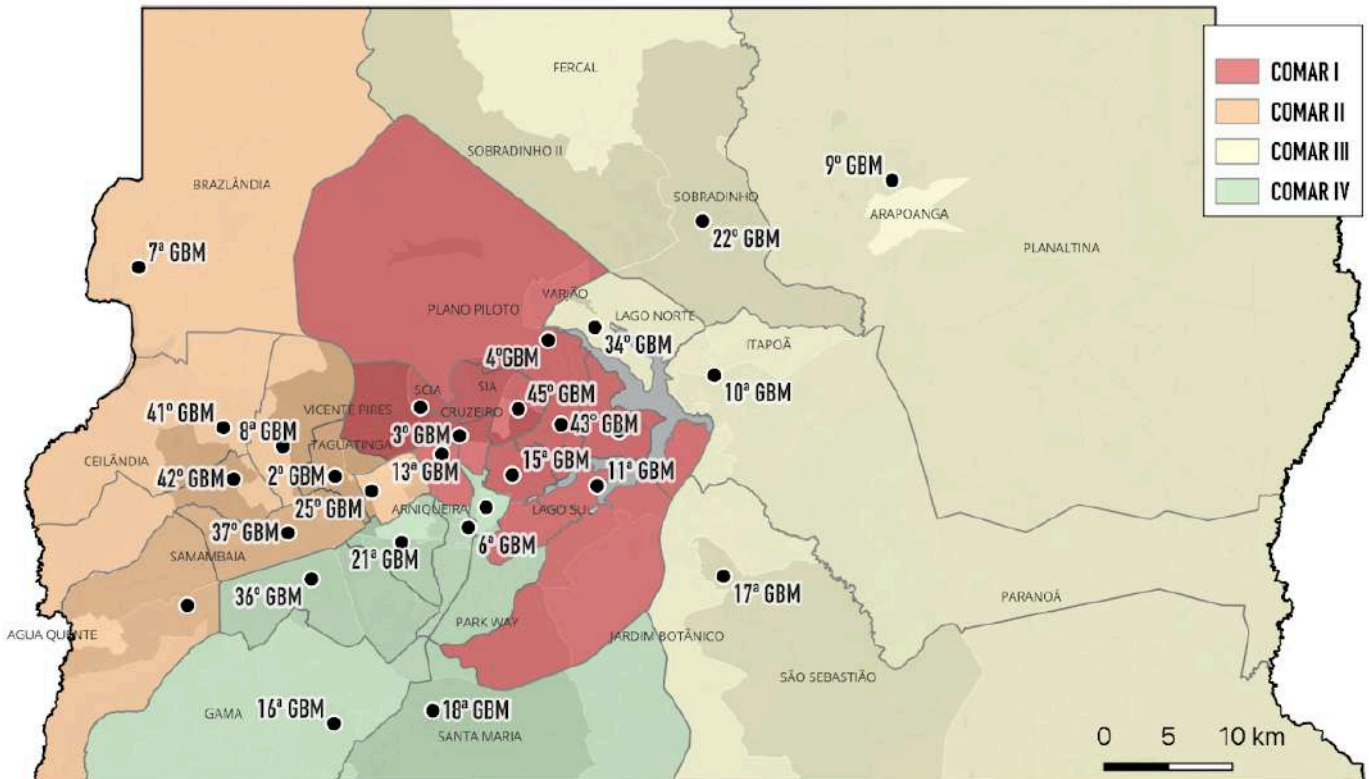 COMAR I
COMAR II
COMAR III
COMAR IV
FERCAL
SOBRADINHO II
BRAZLÂNDIA
SOBRADINHO
9º GBM
ARAPOANGA
22º GBM
PLANALTINA
7ª GBM
VARJÃO
PLANO PILOTO
LAGO NORTE
4ºGBM
34º GBM
ITAPOÃ
10ª GBM
SCIA
SIA
45º GBM
41º GBM
VICENTE PIRES
CRUZEIRO
8ª GBM
3º GBM
43º GBM
TAGUATINGA
CEILÂNDIA
42º GBM
2º GBM
13ª GBM
15ª GBM
11ª GBM
25º GBM
ARNIQUEIRA
LAGO SUL
37º GBM
6ª GBM
SAMAMBAIA
21ª GBM
36º GBM
17ª GBM
PARANOÁ
AGUA QUENTE
PARK WAY
JARDIM BOTÂNICO
SÃO SEBASTIÃO
GAMA
16ª GBM
18ª GBM
SANTA MARIA
0 5 10 km